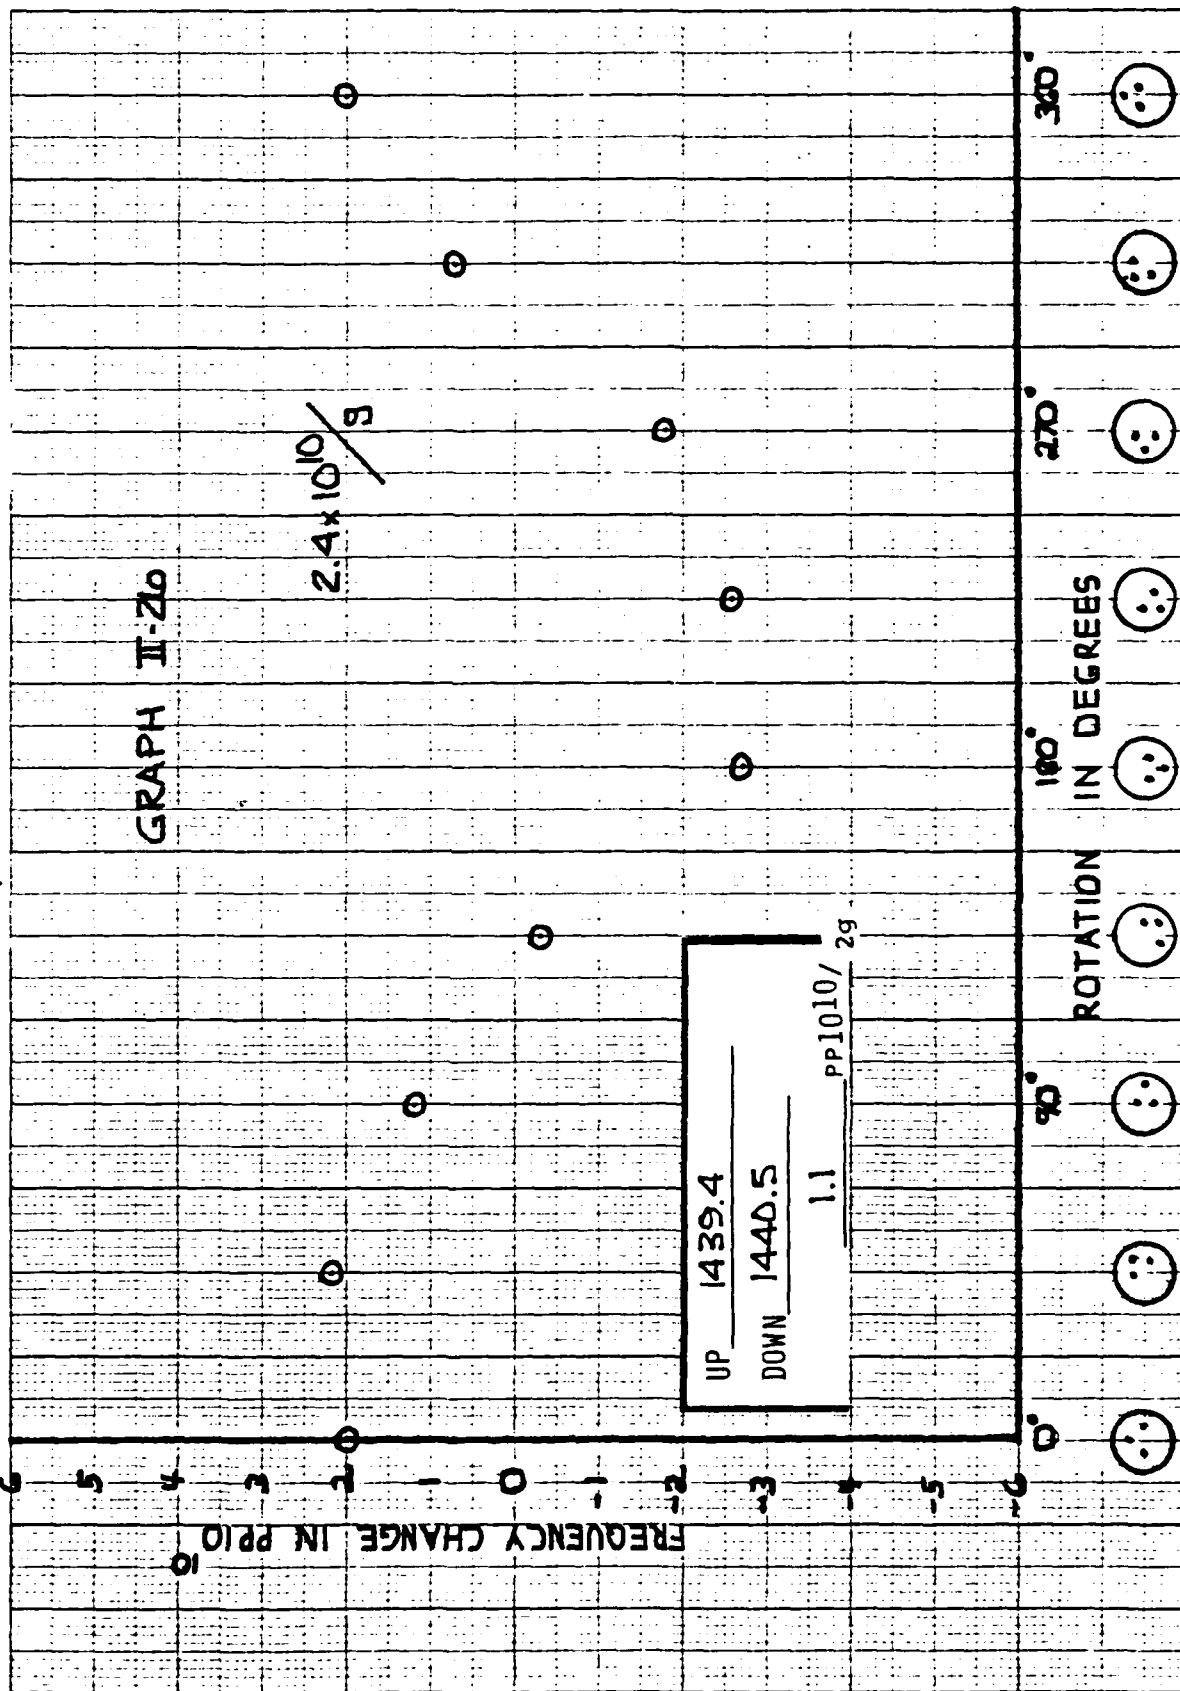 GRAPH II-26
2.4 x 10^10/g
FREQUENCY CHANGE IN PP10^10
6
5
4
3
2
1
0
-1
-2
-3
-4
-5
-6
UP 1439.4
DOWN 1440.5
1.1 PP10^10/2g
0° 90° 180° 270° 360°
ROTATION IN DEGREES